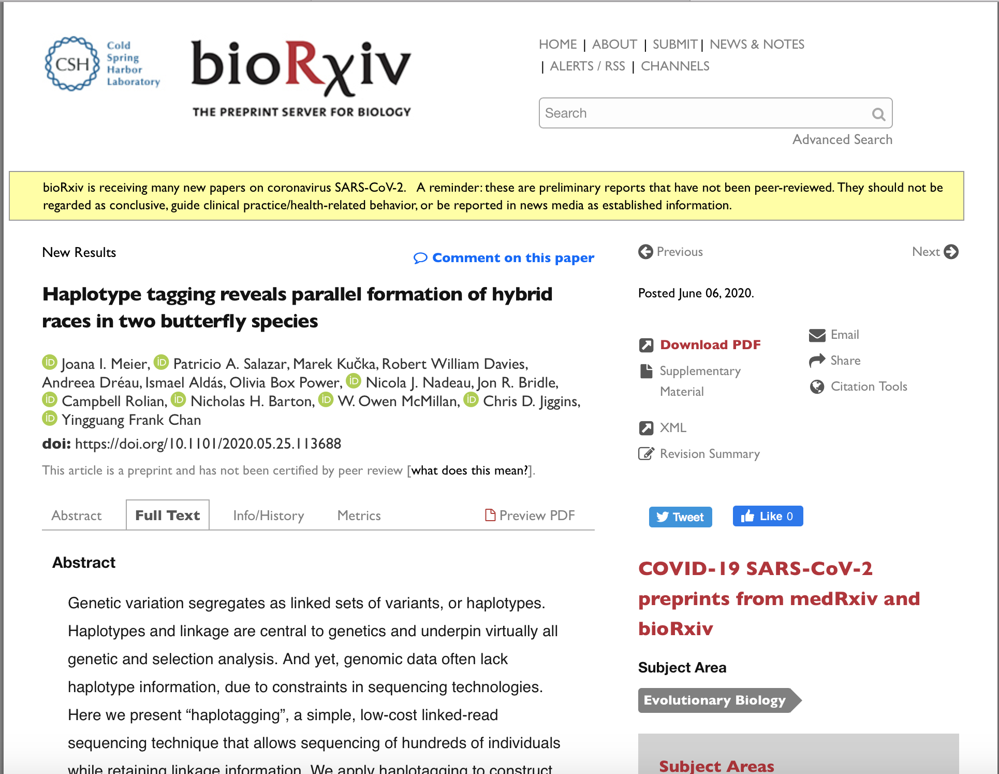 CSH
Cold
Spring
Harbor
Laboratory
bioRxiv
THE PREPRINT SERVER FOR BIOLOGY
HOME | ABOUT | SUBMIT | NEWS & NOTES
| ALERTS / RSS | CHANNELS
Search
Advanced Search
bioRxiv is receiving many new papers on coronavirus SARS-CoV-2. A reminder: these are preliminary reports that have not been peer-reviewed. They should not be
regarded as conclusive, guide clinical practice/health-related behavior, or be reported in news media as established information.
New Results
Comment on this paper
Haplotype tagging reveals parallel formation of hybrid
races in two butterfly species
iD Joana I. Meier, iD Patricio A. Salazar, Marek Kučka, Robert William Davies,
Andreea Dréau, Ismael Aldás, Olivia Box Power, iD Nicola J. Nadeau, Jon R. Bridle,
iD Campbell Rolian, iD Nicholas H. Barton, iD W. Owen McMillan, iD Chris D. Jiggins,
iD Yingguang Frank Chan
doi: https://doi.org/10.1101/2020.05.25.113688
This article is a preprint and has not been certified by peer review [what does this mean?].
Abstract
Full Text
Info/History
Metrics
Preview PDF
Abstract
Genetic variation segregates as linked sets of variants, or haplotypes.
Haplotypes and linkage are central to genetics and underpin virtually all
genetic and selection analysis. And yet, genomic data often lack
haplotype information, due to constraints in sequencing technologies.
Here we present “haplotagging”, a simple, low-cost linked-read
sequencing technique that allows sequencing of hundreds of individuals
while retaining linkage information. We apply haplotagging to construct
Previous
Next
Posted June 06, 2020.
Download PDF
Supplementary
Material
XML
Revision Summary
Email
Share
Citation Tools
Tweet
Like 0
COVID-19 SARS-CoV-2
preprints from medRxiv and
bioRxiv
Subject Area
Evolutionary Biology
Subject Areas